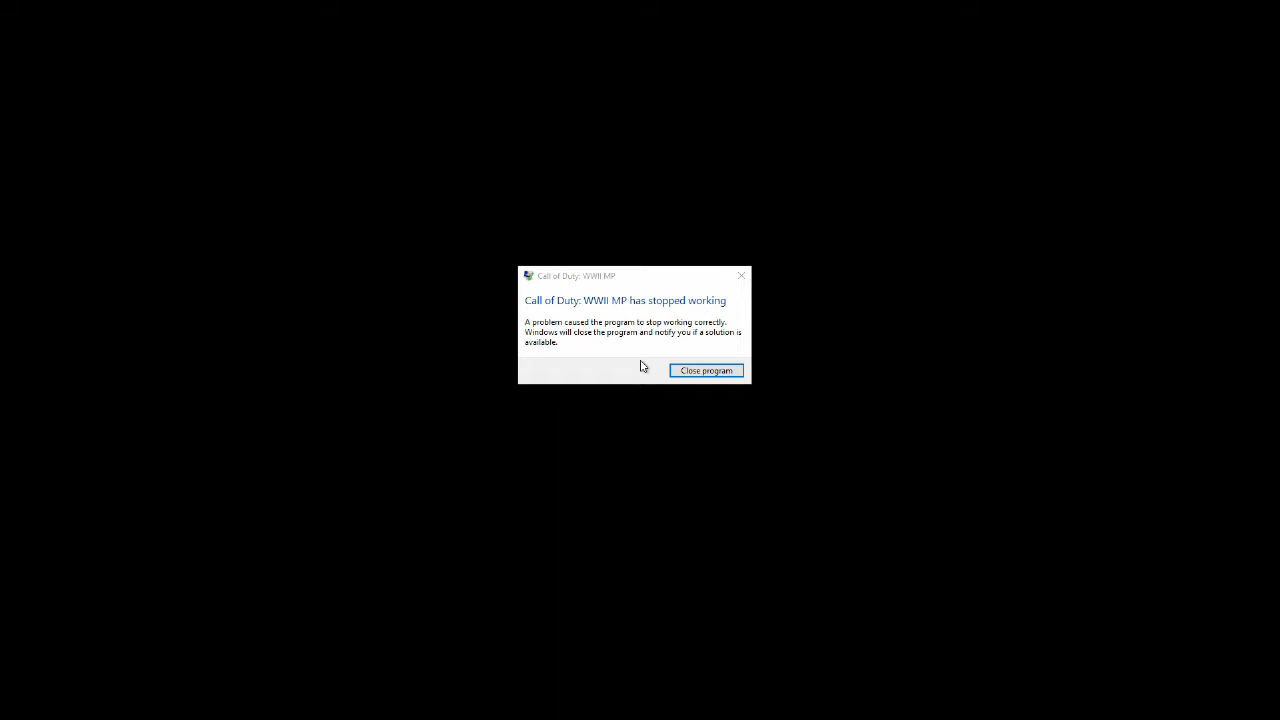 Call of Duty: WWII MP
Call of Duty: WWII MP has stopped working
A problem caused the program to stop working correctly.
Windows will close the program and notify you if a solution is
available.
Close program